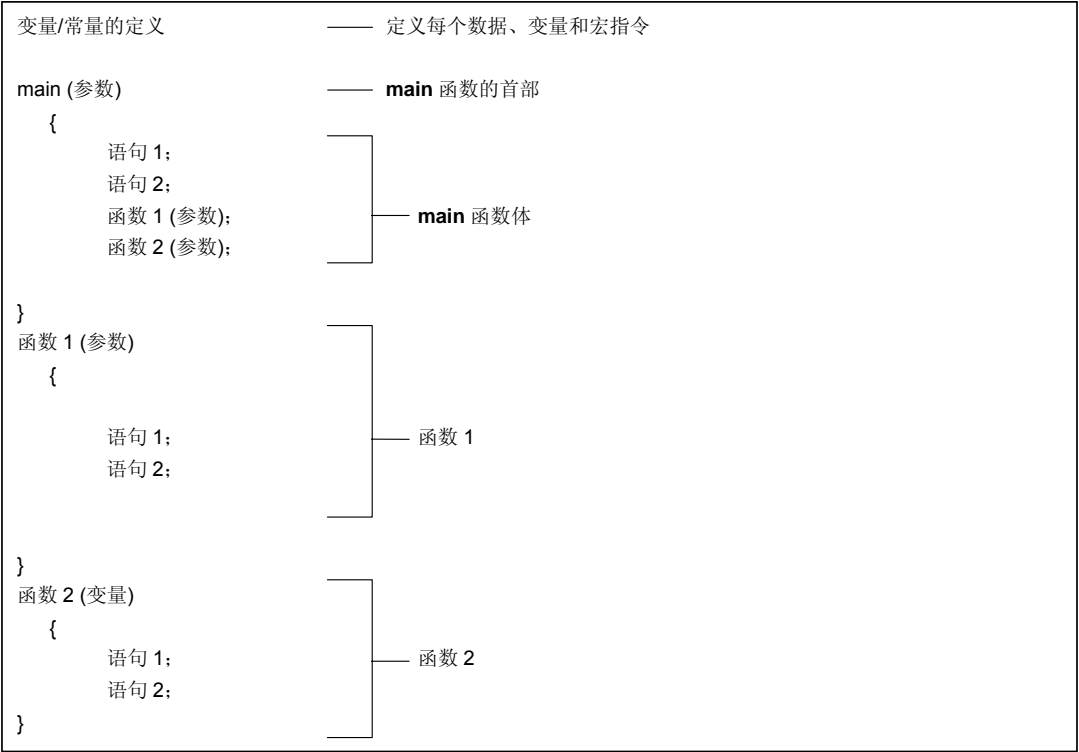 变量/常量的定义 —— 定义每个数据、变量和宏指令
main (参数) —— main 函数的首部
{
语句 1；
语句 2；
函数 1 (参数)； —— main 函数体
函数 2 (参数)；
}
函数 1 (参数)
{
语句 1； —— 函数 1
语句 2；
}
函数 2 (变量)
{
语句 1； —— 函数 2
语句 2；
}